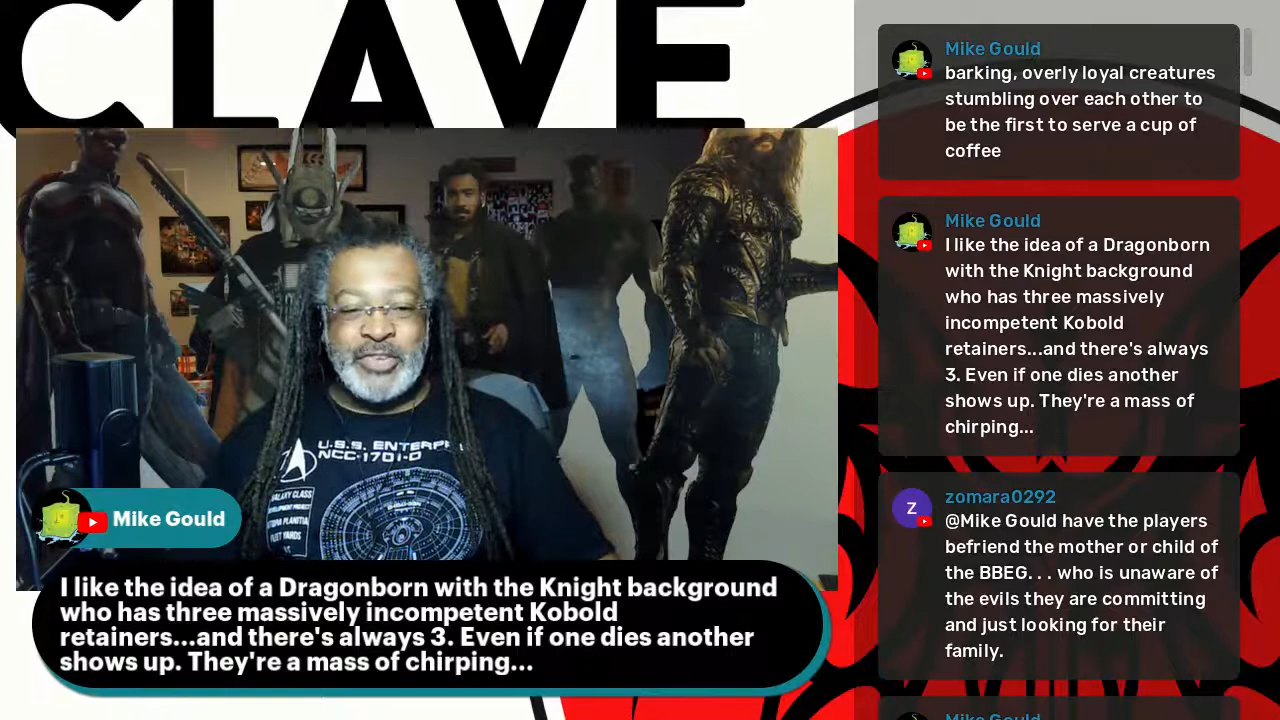 CLAVE
U.S.S. ENTERPR
NCC-1701-D
GALAXY CLASS
Mike Gould
I like the idea of a Dragonborn with the Knight background
who has three massively incompetent Kobold
retainers...and there's always 3. Even if one dies another
shows up. They're a mass of chirping...
Mike Gould
barking, overly loyal creatures
stumbling over each other to
be the first to serve a cup of
coffee
Mike Gould
I like the idea of a Dragonborn
with the Knight background
who has three massively
incompetent Kobold
retainers...and there's always
3. Even if one dies another
shows up. They're a mass of
chirping...
Z
zomara0292
@Mike Gould have the players
befriend the mother or child of
the BBEG. . . who is unaware of
the evils they are committing
and just looking for their
family.
Mike Gould